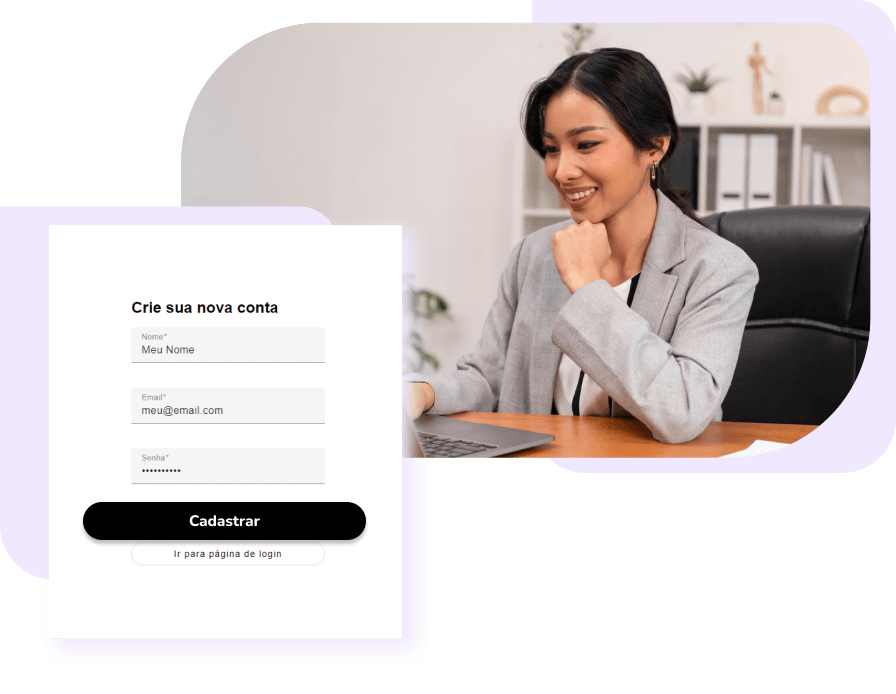 Crie sua nova conta
Nome*
Meu Nome
Email*
meu@email.com
Senha*
••••••••••
Cadastrar
Ir para página de login